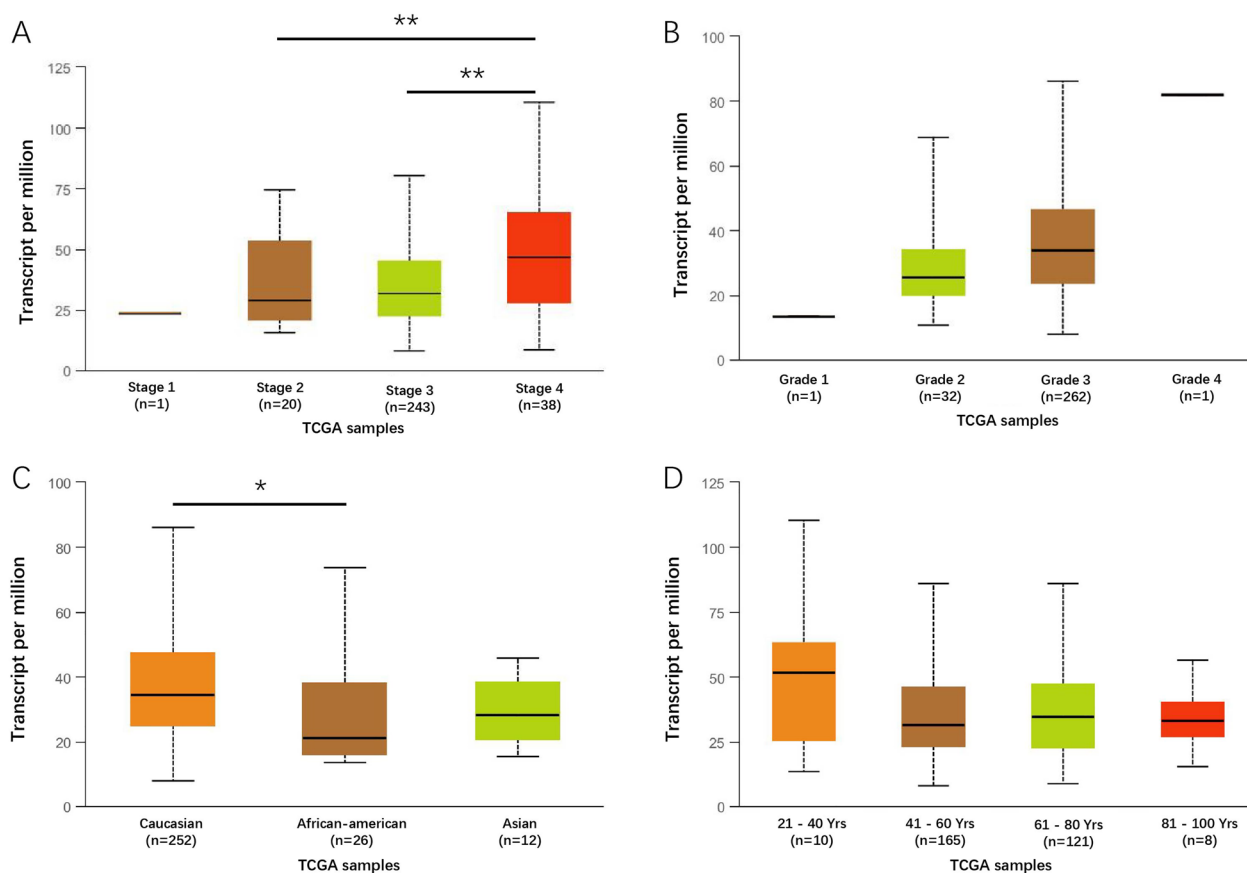 A
**
**
Transcript per million
125
100
75
50
25
0
Stage 1
(n=1)
Stage 2
(n=20)
Stage 3
(n=243)
Stage 4
(n=38)
TCGA samples
B
Transcript per million
100
80
60
40
20
0
Grade 1
(n=1)
Grade 2
(n=32)
Grade 3
(n=262)
Grade 4
(n=1)
TCGA samples
C
*
Transcript per million
100
80
60
40
20
0
Caucasian
(n=252)
African-american
(n=26)
Asian
(n=12)
TCGA samples
D
Transcript per million
125
100
75
50
25
0
21 - 40 Yrs
(n=10)
41 - 60 Yrs
(n=165)
61 - 80 Yrs
(n=121)
81 - 100 Yrs
(n=8)
TCGA samples